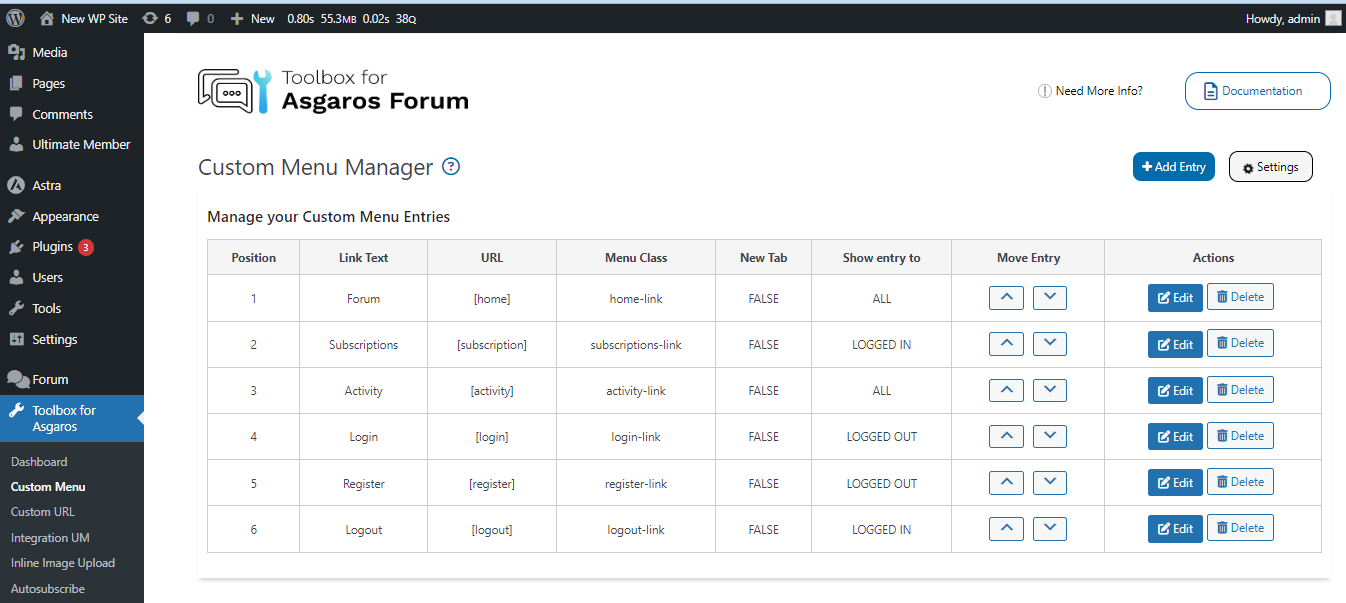 New WP Site 6 0 New 0.80s 55.3MB 0.02s 38Q Howdy, admin
Media
Pages
Comments
Ultimate Member
Astra
Appearance
Plugins 3
Users
Tools
Settings
Forum
Toolbox for
Asgaros
Dashboard
Custom Menu
Custom URL
Integration UM
Inline Image Upload
Autosubscribe
Toolbox for
Asgaros Forum
Need More Info? Documentation
Custom Menu Manager ?
Add Entry Settings
Manage your Custom Menu Entries
Position Link Text URL Menu Class New Tab Show entry to Move Entry Actions
1 Forum [home] home-link FALSE ALL Edit Delete
2 Subscriptions [subscription] subscriptions-link FALSE LOGGED IN Edit Delete
3 Activity [activity] activity-link FALSE ALL Edit Delete
4 Login [login] login-link FALSE LOGGED OUT Edit Delete
5 Register [register] register-link FALSE LOGGED OUT Edit Delete
6 Logout [logout] logout-link FALSE LOGGED IN Edit Delete